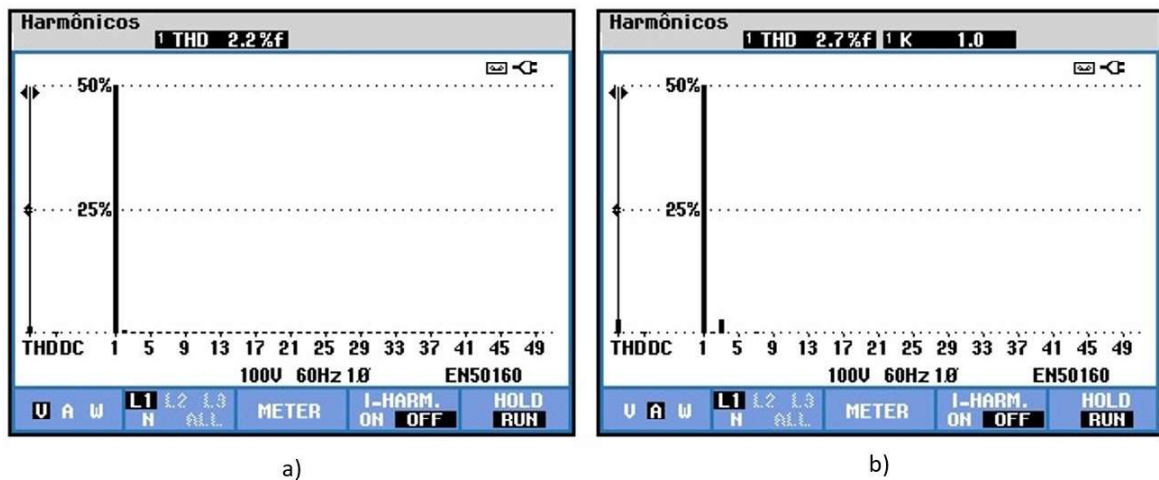 Harmônicos
1 THD 2.2%f
50%
25%
THD DC 1 5 9 13 17 21 25 29 33 37 41 45 49
100V 60Hz 1Ø EN50160
V A W
L1 L2 L3
N ALL
METER
I-HARM.
ON OFF
HOLD
RUN
a)
Harmônicos
1 THD 2.7%f 1 K 1.0
50%
25%
THD DC 1 5 9 13 17 21 25 29 33 37 41 45 49
100V 60Hz 1Ø EN50160
V A W
L1 L2 L3
N ALL
METER
I-HARM.
ON OFF
HOLD
RUN
b)